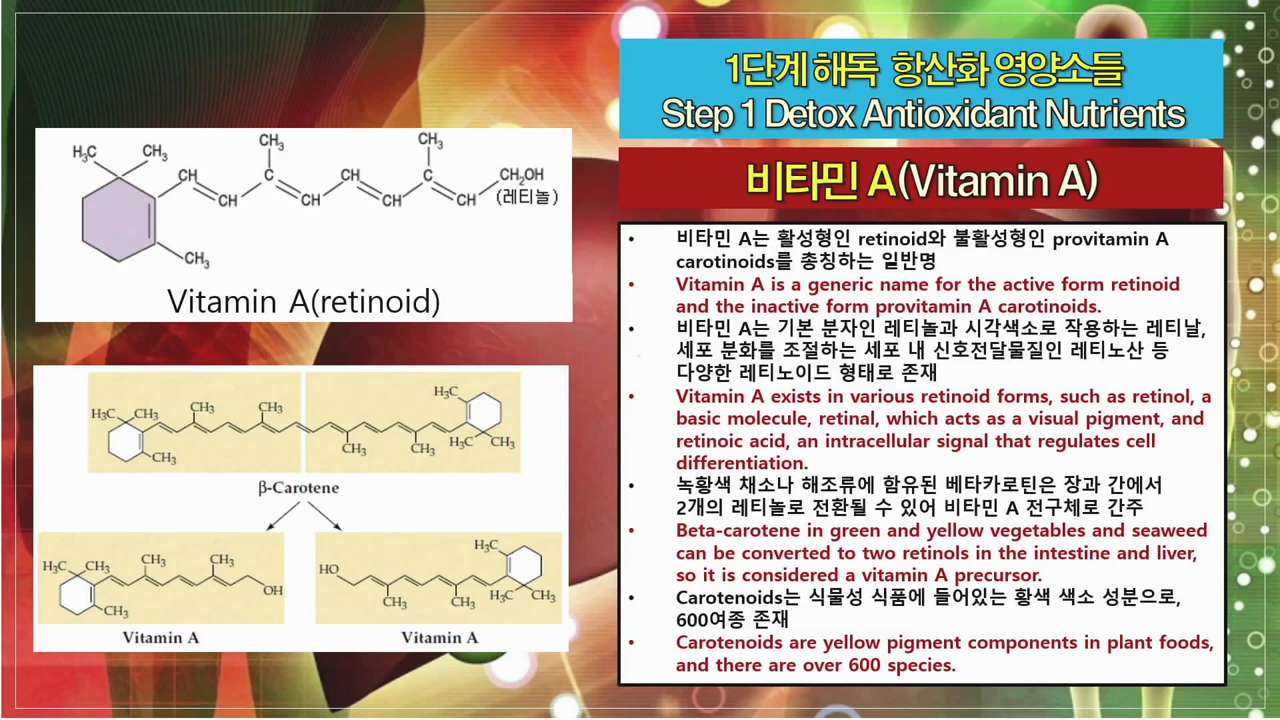 H₃C
CH₃
CH
CH
CH₃
C
CH
CH
CH
CH₃
C
CH
CH₂OH
(레티놀)
CH₃
Vitamin A(retinoid)
H₃C
CH₃
CH₃
CH₃
CH₃
CH₃
CH₃
H₃C
H₃C
CH₃
β-Carotene
H₃C
CH₃
CH₃
CH₃
CH₃
OH
Vitamin A
HO
CH₃
CH₃
H₃C
H₃C
CH₃
Vitamin A
1단계 해독 항산화 영양소들
Step 1 Detox Antioxidant Nutrients
비타민 A(Vitamin A)
• 비타민 A는 활성형인 retinoid와 불활성형인 provitamin A
carotinoids를 총칭하는 일반명
• Vitamin A is a generic name for the active form retinoid
and the inactive form provitamin A carotinoids.
• 비타민 A는 기본 분자인 레티놀과 시각색소로 작용하는 레티날,
세포 분화를 조절하는 세포 내 신호전달물질인 레티노산 등
다양한 레티노이드 형태로 존재
• Vitamin A exists in various retinoid forms, such as retinol, a
basic molecule, retinal, which acts as a visual pigment, and
retinoic acid, an intracellular signal that regulates cell
differentiation.
• 녹황색 채소나 해조류에 함유된 베타카로틴은 장과 간에서
2개의 레티놀로 전환될 수 있어 비타민 A 전구체로 간주
• Beta-carotene in green and yellow vegetables and seaweed
can be converted to two retinols in the intestine and liver,
so it is considered a vitamin A precursor.
• Carotenoids는 식물성 식품에 들어있는 황색 색소 성분으로,
600여종 존재
• Carotenoids are yellow pigment components in plant foods,
and there are over 600 species.